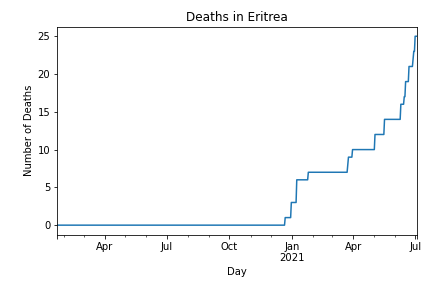 Deaths in Eritrea
25
20
15
10
5
0
Number of Deaths
Apr
Jul
Oct
Jan
2021
Apr
Jul
Day